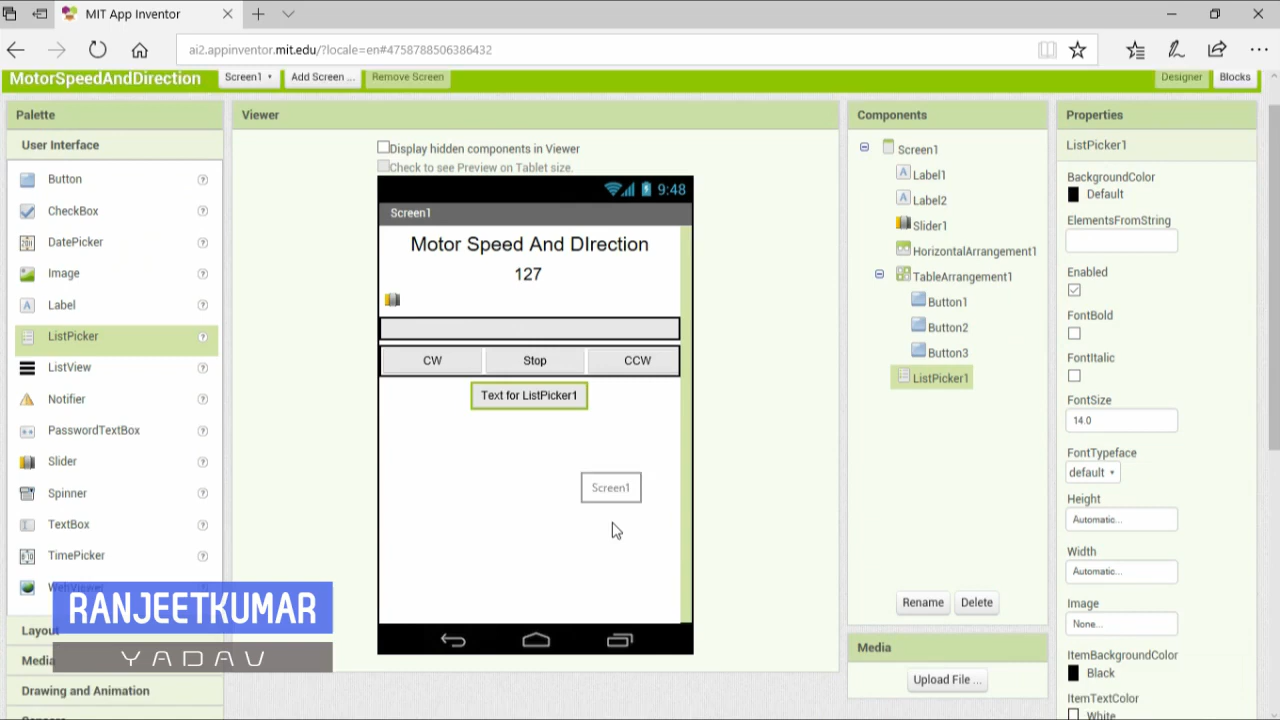 MIT App Inventor
ai2.appinventor.mit.edu/?locale=en#4758788506386432
MotorSpeedAndDirection
Screen1
Add Screen ...
Remove Screen
Designer
Blocks
Palette
User Interface
Button
CheckBox
DatePicker
Image
Label
ListPicker
ListView
Notifier
PasswordTextBox
Slider
Spinner
TextBox
TimePicker
WebViewer
Layout
Media
Drawing and Animation
RANJEETKUMAR
YADAV
Viewer
Display hidden components in Viewer
Check to see Preview on Tablet size.
9:48
Screen1
Motor Speed And DIrection
127
CW
Stop
CCW
Text for ListPicker1
Screen1
Components
Screen1
Label1
Label2
Slider1
HorizontalArrangement1
TableArrangement1
Button1
Button2
Button3
ListPicker1
Rename
Delete
Media
Upload File ...
Properties
ListPicker1
BackgroundColor
Default
ElementsFromString
Enabled
FontBold
FontItalic
FontSize
14.0
FontTypeface
default
Height
Automatic...
Width
Automatic...
Image
None...
ItemBackgroundColor
Black
ItemTextColor
White